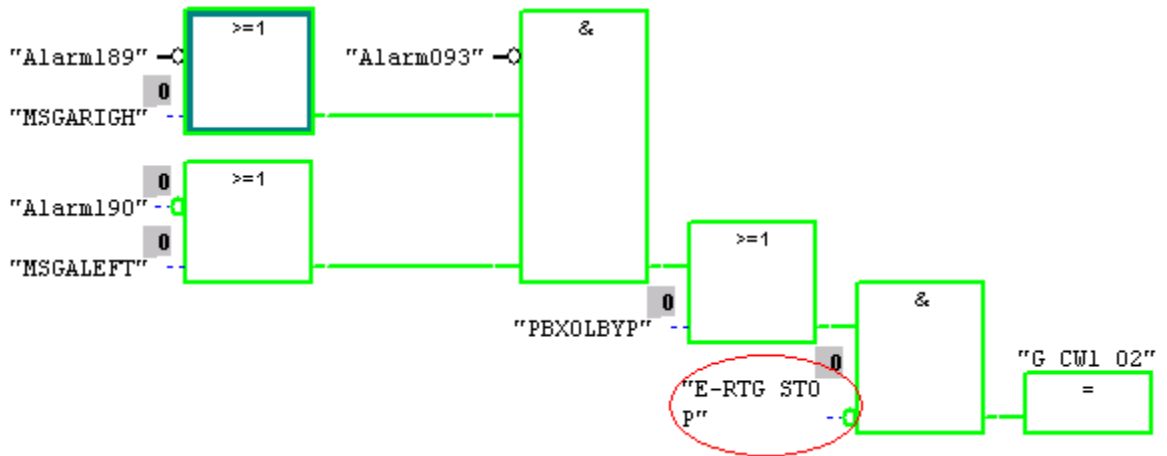 >=1
&
"Alarm189"
"Alarm093"
0
"MSGARIGH"
0
>=1
"Alarm190"
0
"MSGALEFT"
>=1
0
"PBXOLBYP"
&
0
"E-RTG STO
P"
"G CW1 02"
=